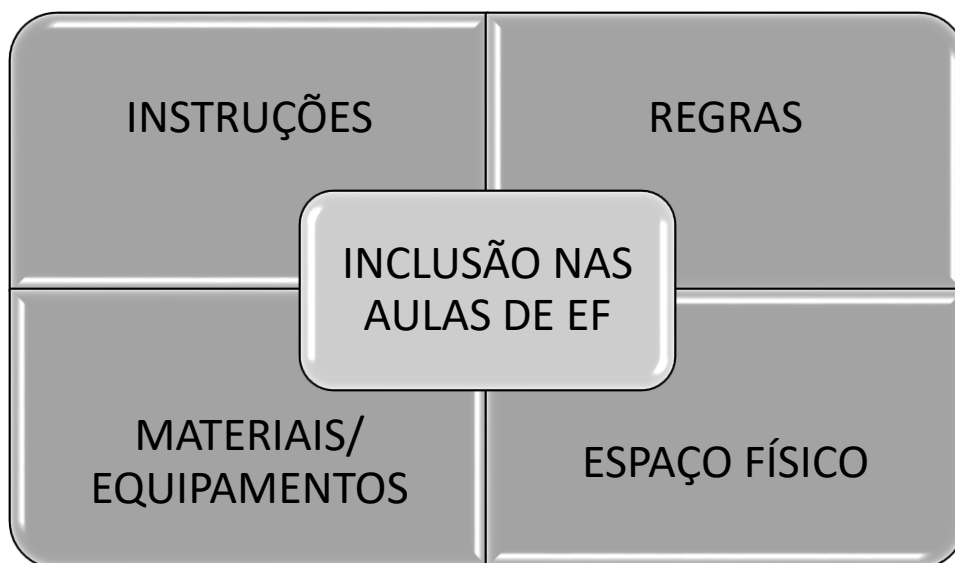 INSTRUÇÕES
REGRAS
INCLUSÃO NAS
AULAS DE EF
MATERIAIS/
EQUIPAMENTOS
ESPAÇO FÍSICO